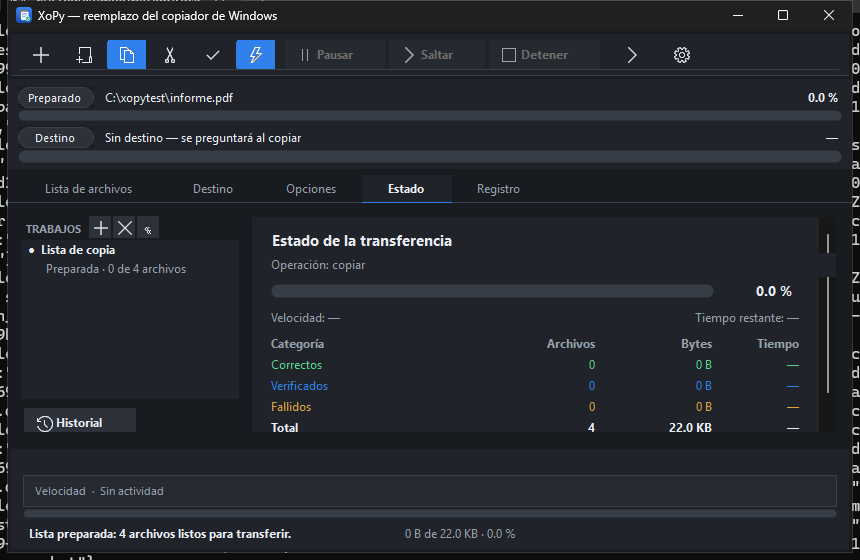 XoPy — reemplazo del copiador de Windows
Pausar
Saltar
Detener
Preparado
C:\xopytest\informe.pdf
0.0 %
Destino
Sin destino — se preguntará al copiar
—
Lista de archivos
Destino
Opciones
Estado
Registro
TRABAJOS
Lista de copia
Preparada · 0 de 4 archivos
Historial
Estado de la transferencia
Operación: copiar
0.0 %
Velocidad: —
Tiempo restante: —
Categoría Archivos Bytes Tiempo
Correctos 0 0 B —
Verificados 0 0 B —
Fallidos 0 0 B —
Total 4 22.0 KB —
Velocidad · Sin actividad
Lista preparada: 4 archivos listos para transferir.
0 B de 22.0 KB · 0.0 %